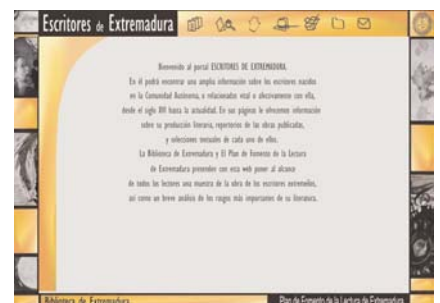 Escritores de Extremadura
Bienvenido al portal ESCRITORES DE EXTREMADURA.
En él podrá encontrar una amplia información sobre los escritores nacidos
en la Comunidad Autónoma, o relacionados vital o afectivamente con ella,
desde el siglo XVI hasta la actualidad. En sus páginas le ofrecemos información
sobre su producción literaria, repertorios de las obras publicadas,
y selecciones textuales de cada uno de ellos.
La Biblioteca de Extremadura y El Plan de Fomento de la Lectura
de Extremadura pretenden con esta web poner al alcance
de todos los lectores una muestra de la obra de los escritores extremeños,
así como un breve análisis de los rasgos más importantes de su literatura.
Biblioteca de Extremadura
Plan de Fomento de la Lectura de Extremadura